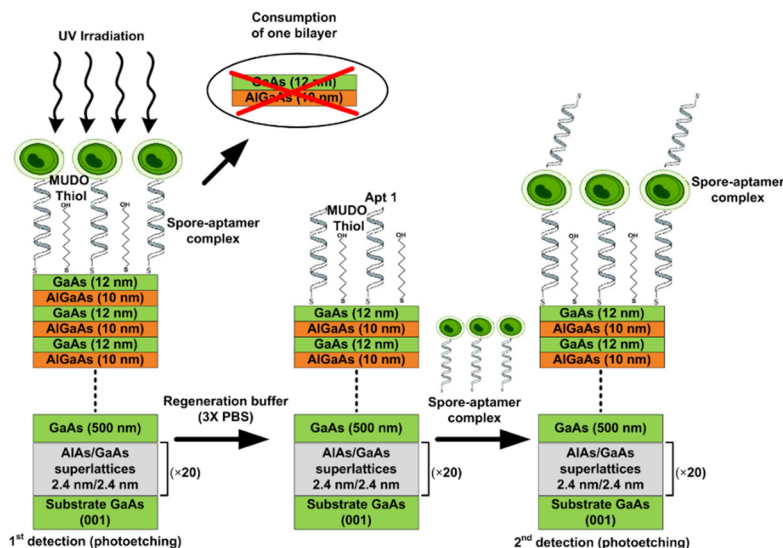 UV Irradiation
Consumption
of one bilayer
GaAs (12 nm)
AlGaAs (10 nm)
MUDO
Thiol
OH
OH
Spore-aptamer
complex
S
S
S
S
S
GaAs (12 nm)
AlGaAs (10 nm)
GaAs (12 nm)
AlGaAs (10 nm)
GaAs (12 nm)
AlGaAs (10 nm)
GaAs (500 nm)
AlAs/GaAs
superlattices
2.4 nm/2.4 nm
(×20)
Substrate GaAs
(001)
1st detection (photoetching)
Regeneration buffer
(3X PBS)
Apt 1
MUDO
Thiol
OH
OH
S
S
S
S
GaAs (12 nm)
AlGaAs (10 nm)
GaAs (12 nm)
AlGaAs (10 nm)
GaAs (500 nm)
AlAs/GaAs
superlattices
2.4 nm/2.4 nm
(×20)
Substrate GaAs
(001)
Spore-aptamer
complex
S
S
Spore-aptamer
complex
OH
OH
S
S
S
S
S
GaAs (12 nm)
AlGaAs (10 nm)
GaAs (12 nm)
AlGaAs (10 nm)
GaAs (500 nm)
AlAs/GaAs
superlattices
2.4 nm/2.4 nm
(×20)
Substrate GaAs
(001)
2nd detection (photoetching)